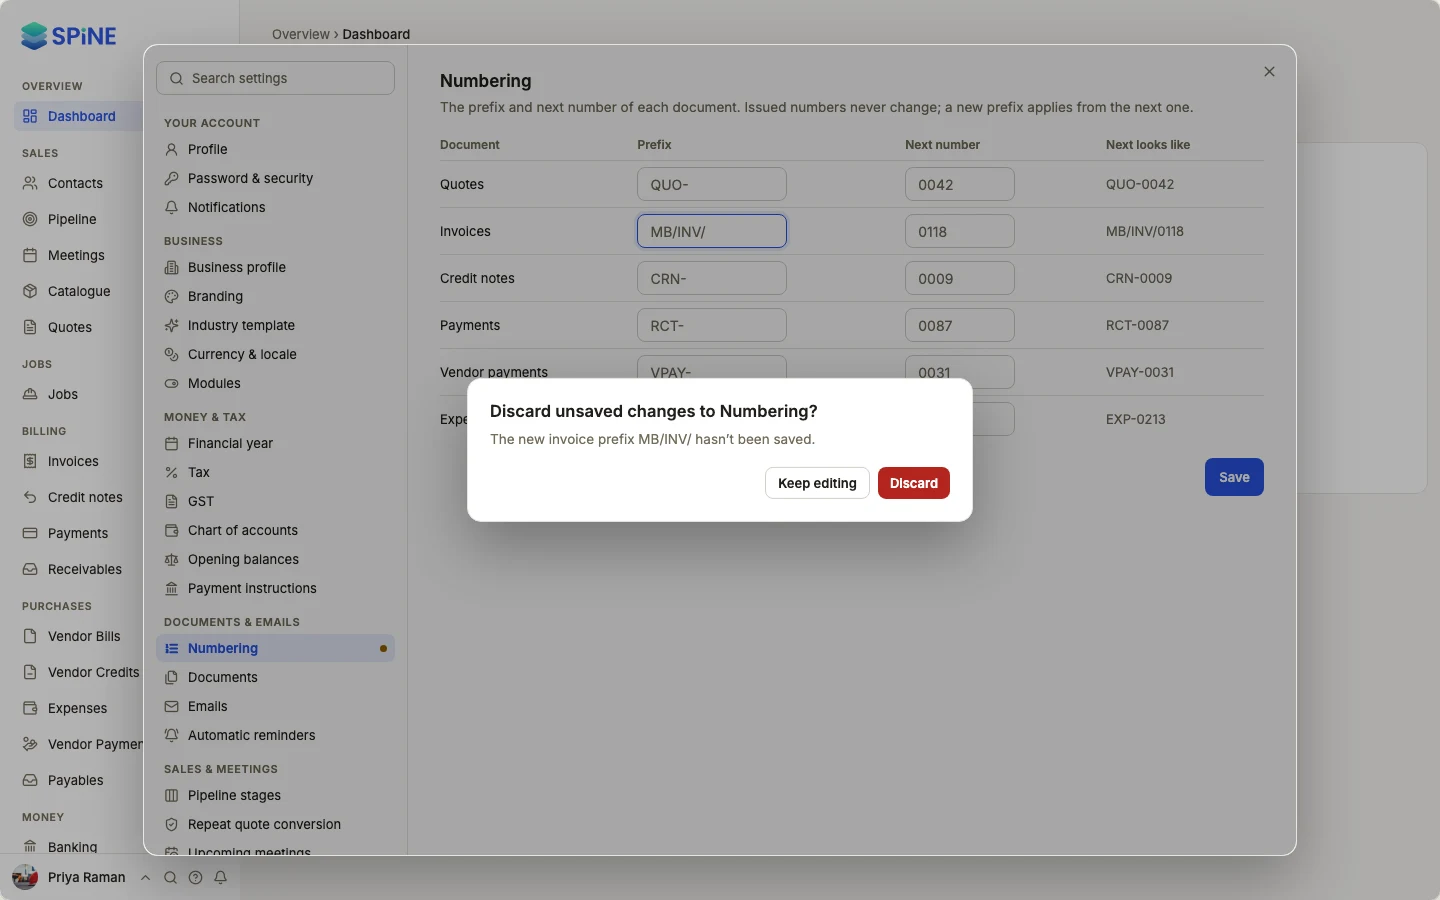 SPiNE
Overview › Dashboard
OVERVIEW
Dashboard
SALES
Contacts
Pipeline
Meetings
Catalogue
Quotes
JOBS
Jobs
BILLING
Invoices
Credit notes
Payments
Receivables
PURCHASES
Vendor Bills
Vendor Credits
Expenses
Vendor Paymen
Payables
MONEY
Banking
Priya Raman
Search settings
YOUR ACCOUNT
Profile
Password & security
Notifications
BUSINESS
Business profile
Branding
Industry template
Currency & locale
Modules
MONEY & TAX
Financial year
Tax
GST
Chart of accounts
Opening balances
Payment instructions
DOCUMENTS & EMAILS
Numbering
Documents
Emails
Automatic reminders
SALES & MEETINGS
Pipeline stages
Repeat quote conversion
Upcoming meetings
Numbering
The prefix and next number of each document. Issued numbers never change; a new prefix applies from the next one.
Document Prefix Next number Next looks like
Quotes QUO- 0042 QUO-0042
Invoices MB/INV/ 0118 MB/INV/0118
Credit notes CRN- 0009 CRN-0009
Payments RCT- 0087 RCT-0087
Vendor payments VPAY- 0031 VPAY-0031
Expe EXP-0213
Save
Discard unsaved changes to Numbering?
The new invoice prefix MB/INV/ hasn’t been saved.
Keep editing Discard